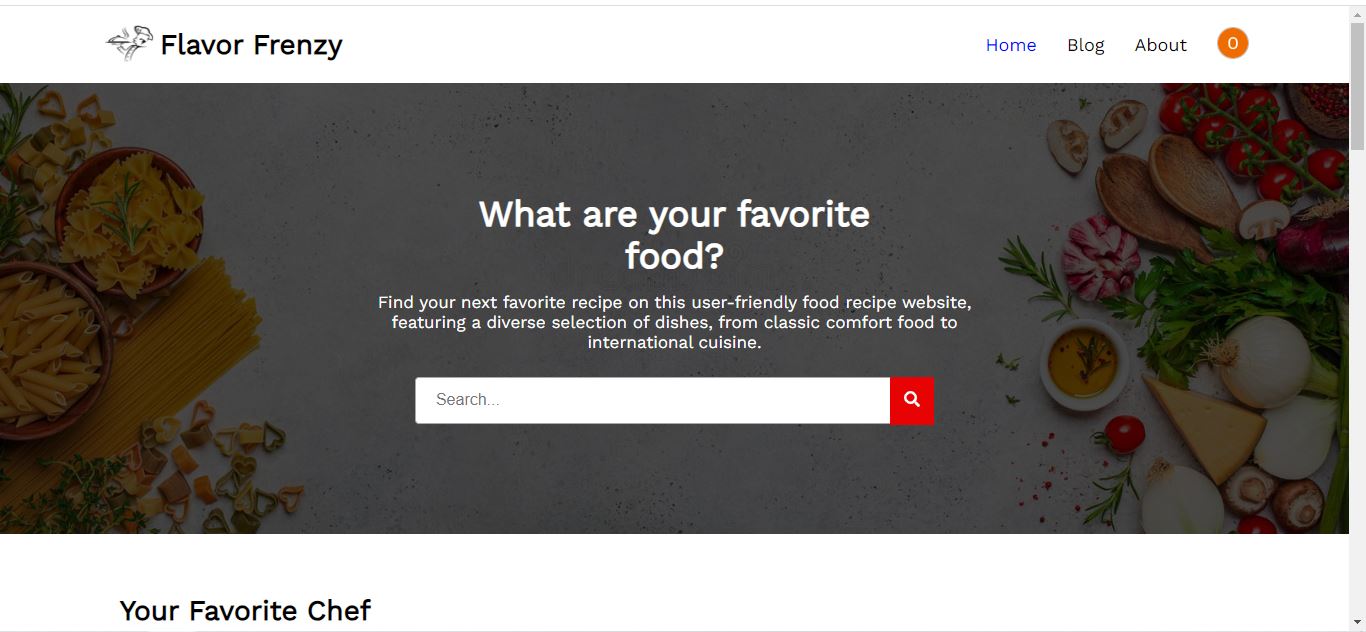 Flavor Frenzy
Home Blog About 0
What are your favorite
food?
Find your next favorite recipe on this user-friendly food recipe website,
featuring a diverse selection of dishes, from classic comfort food to
international cuisine.
Search...
Your Favorite Chef